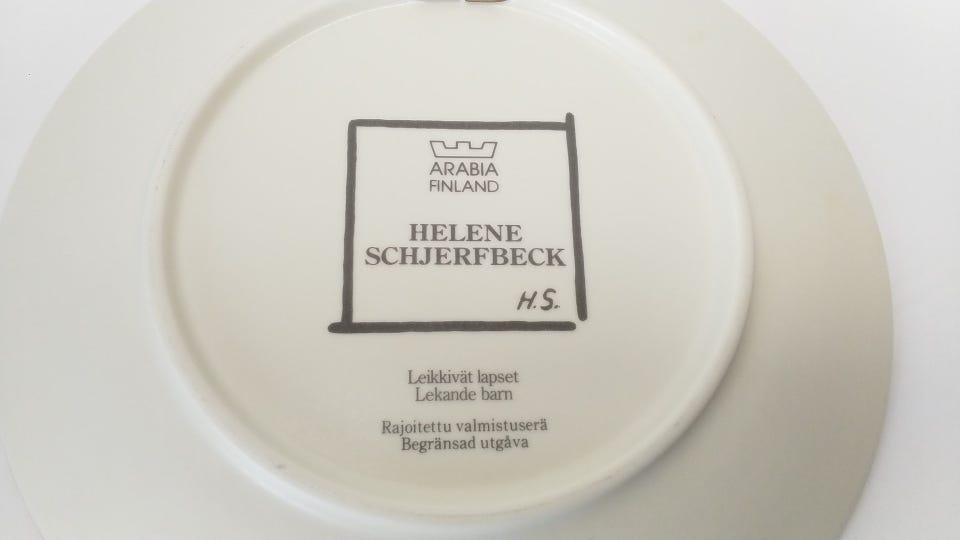 ARABIA
FINLAND
HELENE
SCHJERFBECK
H.S.
Leikkivät lapset
Lekande barn
Rajoitettu valmistuserä
Begränsad utgåva